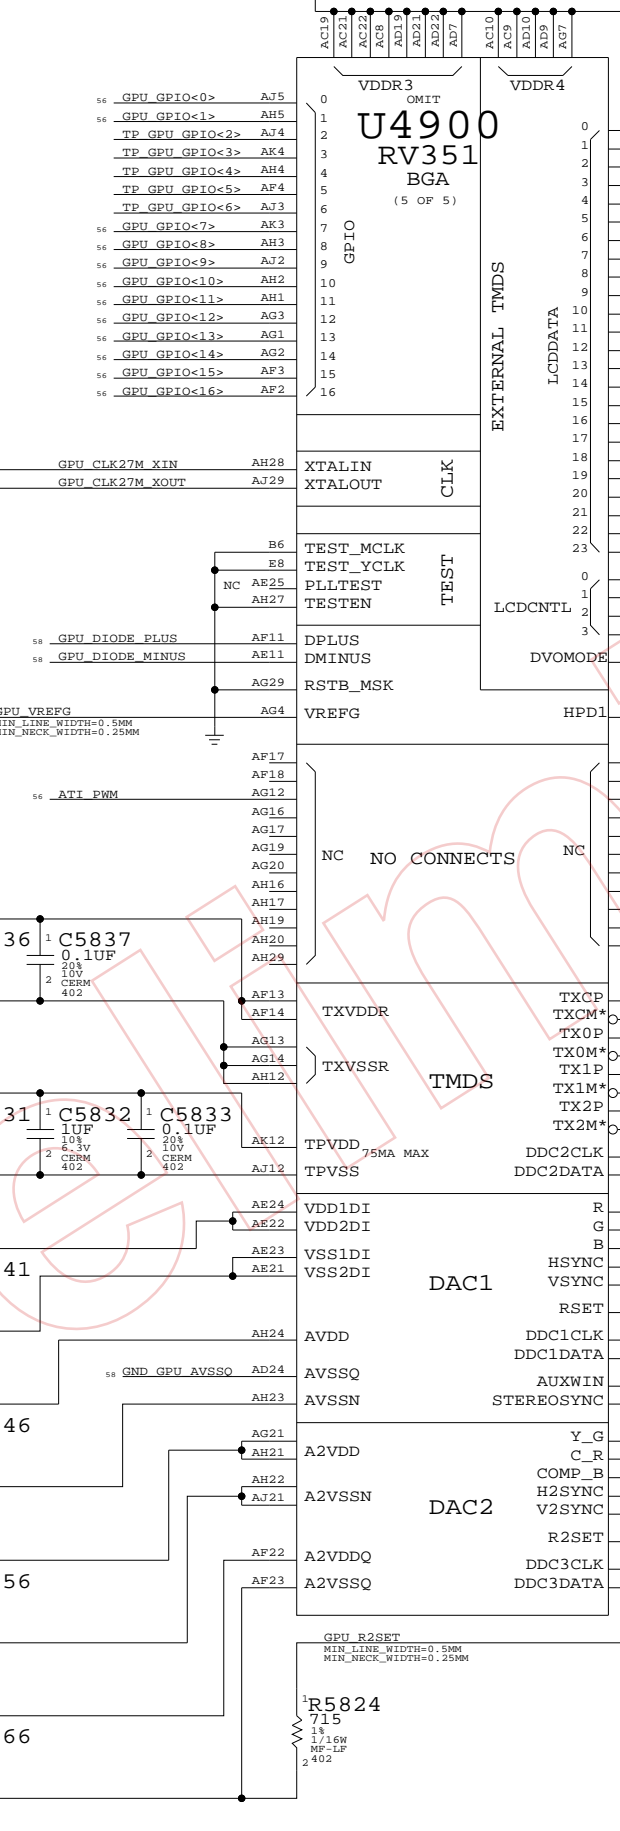 AC19 AC21 AC22 AC8 AD19 AD21 AD22 AD7 AC10 AC9 AD10 AD9 AG7
VDDR3 VDDR4
OMIT
U4900
RV351
BGA
(5 OF 5)
56 GPU_GPIO<0> AJ5 0
56 GPU_GPIO<1> AH5 1
TP_GPU_GPIO<2> AJ4 2
TP_GPU_GPIO<3> AK4 3
TP_GPU_GPIO<4> AH4 4
TP_GPU_GPIO<5> AF4 5
TP_GPU_GPIO<6> AJ3 6
56 GPU_GPIO<7> AK3 7
56 GPU_GPIO<8> AH3 8
56 GPU_GPIO<9> AJ2 9
56 GPU_GPIO<10> AH2 10
56 GPU_GPIO<11> AH1 11
56 GPU_GPIO<12> AG3 12
56 GPU_GPIO<13> AG1 13
56 GPU_GPIO<14> AG2 14
56 GPU_GPIO<15> AF3 15
56 GPU_GPIO<16> AF2 16
GPIO
EXTERNAL TMDS
LCDDATA
0
1
2
3
4
5
6
7
8
9
10
11
12
13
14
15
16
17
18
19
20
21
22
23
GPU_CLK27M_XIN AH28 XTALIN
GPU_CLK27M_XOUT AJ29 XTALOUT
CLK
B6 TEST_MCLK
E8 TEST_YCLK
NC AE25 PLLTEST
AH27 TESTEN
TEST
LCDCNTL
0
1
2
3
58 GPU_DIODE_PLUS AF11 DPLUS
58 GPU_DIODE_MINUS AE11 DMINUS
DVOMODE
AG29 RSTB_MSK
GPU_VREFG AG4 VREFG HPD1
MIN_LINE_WIDTH=0.5MM
MIN_NECK_WIDTH=0.25MM
AF17
AF18
56 ATI_PWM AG12
AG16
AG17
AG19
AG20
AH16
AH17
AH19
AH20
AH29
NC NO CONNECTS NC
36 1 C5837
0.1UF
20%
10V
2 CERM
402
AF13
AF14 TXVDDR
AG13
AG14 TXVSSR
AH12
TMDS
TXCP
TXCM*
TX0P
TX0M*
TX1P
TX1M*
TX2P
TX2M*
DDC2CLK
DDC2DATA
31 1 C5832 1 C5833
1UF 0.1UF
10% 20%
6.3V 10V
2 CERM 2 CERM
402 402
AK12 TPVDD 75MA MAX
AJ12 TPVSS
AE24 VDD1DI R
AE22 VDD2DI G
B
AE23 VSS1DI HSYNC
AE21 VSS2DI VSYNC
41
DAC1
RSET
AH24 AVDD DDC1CLK
DDC1DATA
58 GND_GPU_AVSSQ AD24 AVSSQ AUXWIN
AH23 AVSSN STEREOSYNC
46
AG21
AH21 A2VDD
Y_G
C_R
COMP_B
AH22
AJ21 A2VSSN
H2SYNC
V2SYNC
DAC2
R2SET
AF22 A2VDDQ DDC3CLK
AF23 A2VSSQ DDC3DATA
56
GPU_R2SET
MIN_LINE_WIDTH=0.5MM
MIN_NECK_WIDTH=0.25MM
1 R5824
715
1%
1/16W
MF-LF
2 402
66
elim